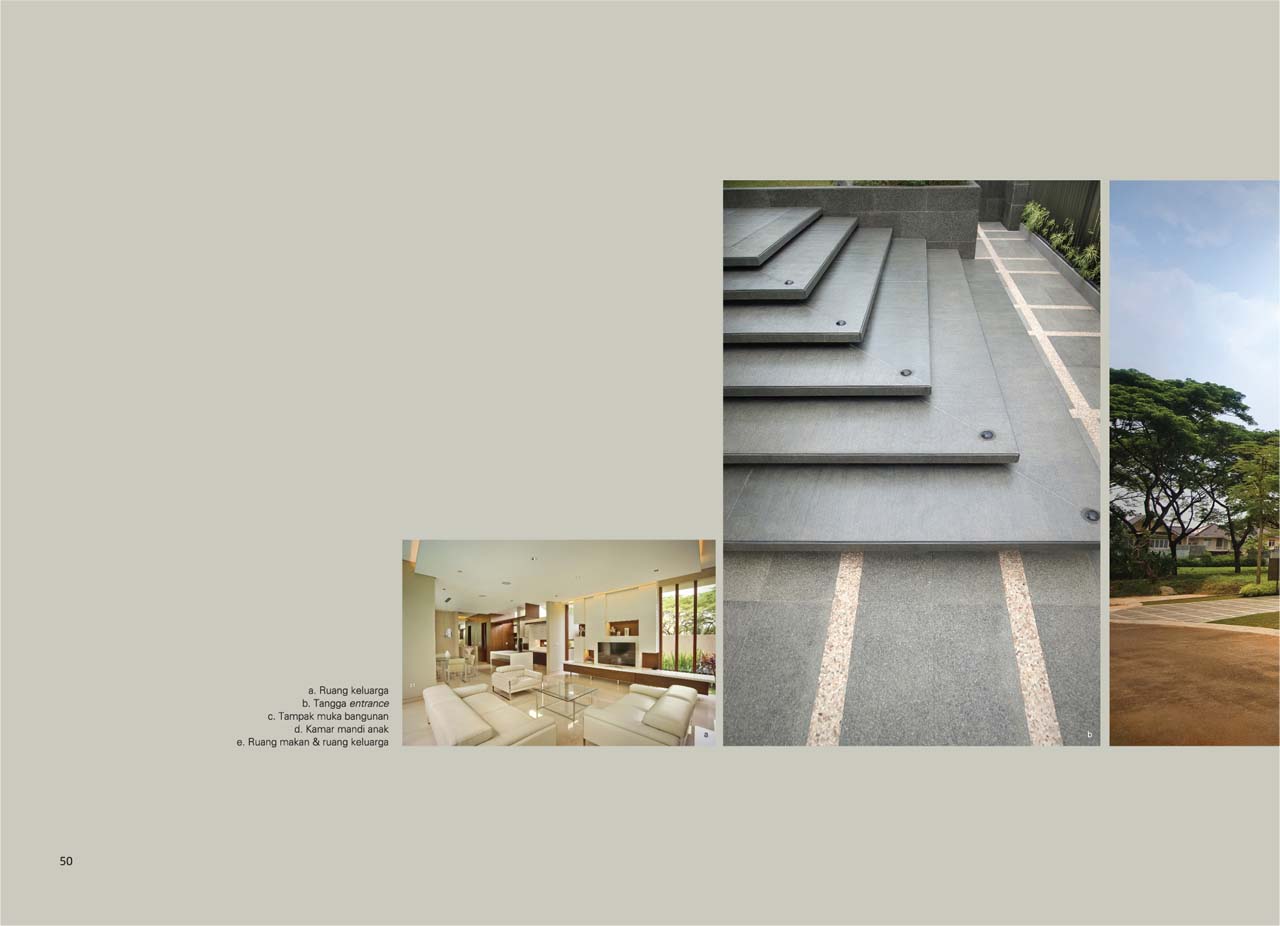 a. Ruang keluarga
b. Tangga entrance
c. Tampak muka bangunan
d. Kamar mandi anak
e. Ruang makan & ruang keluarga
a
b
50